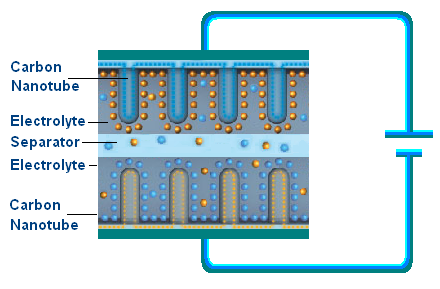 Carbon
Nanotube
Electrolyte
Separator
Electrolyte
Carbon
Nanotube